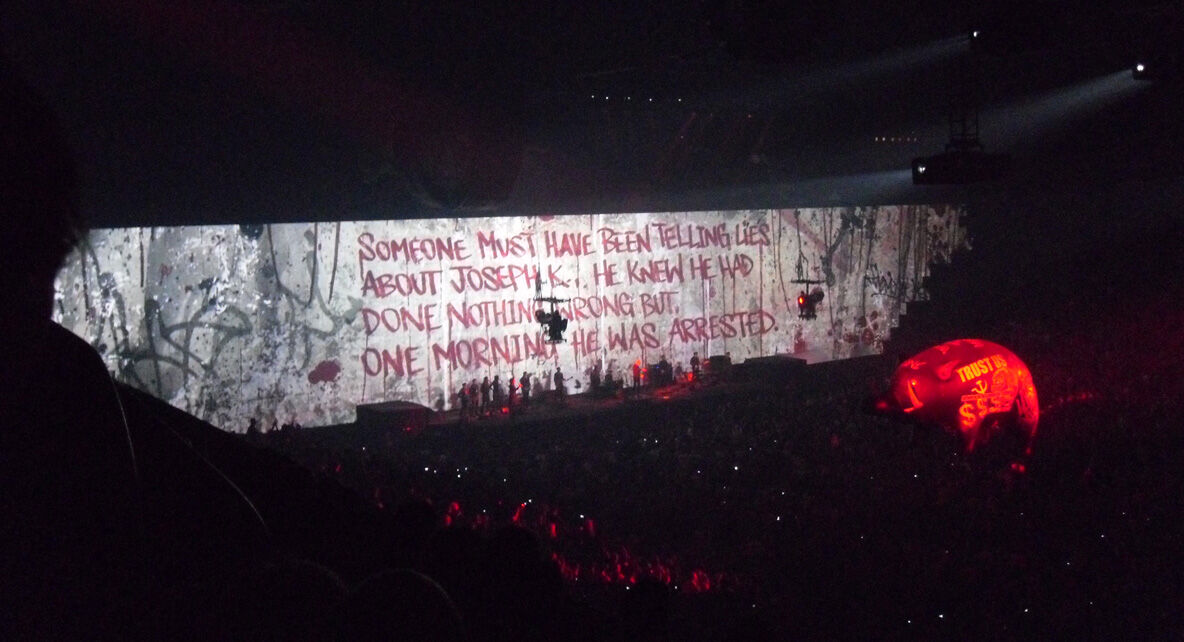 SOMEONE MUST HAVE BEEN TELLING LIES
ABOUT JOSEPH K.. HE KNEW HE HAD
DONE NOTHING WRONG BUT,
ONE MORNING HE WAS ARRESTED.
TRUST US
$$$